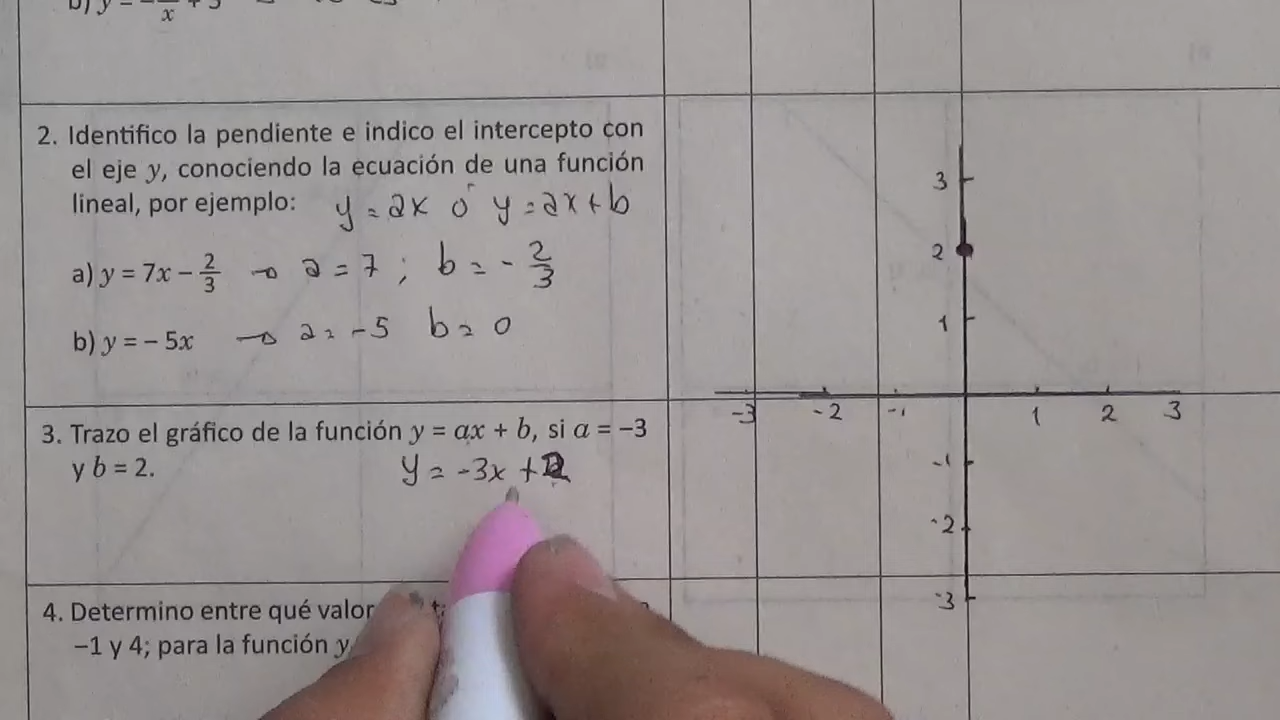 2. Identifico la pendiente e indico el intercepto con
el eje y, conociendo la ecuación de una función
lineal, por ejemplo: y = ax ó y = ax + b
a) y = 7x − 2/3 → a = 7 ; b = - 2/3
b) y = − 5x → a = -5 b = 0
3. Trazo el gráfico de la función y = ax + b, si a = −3
y b = 2. y = -3x + 2
4. Determino entre qué
−1 y 4; para la función y
3
2
1
-3 -2 -1 1 2 3
-1
-2
-3